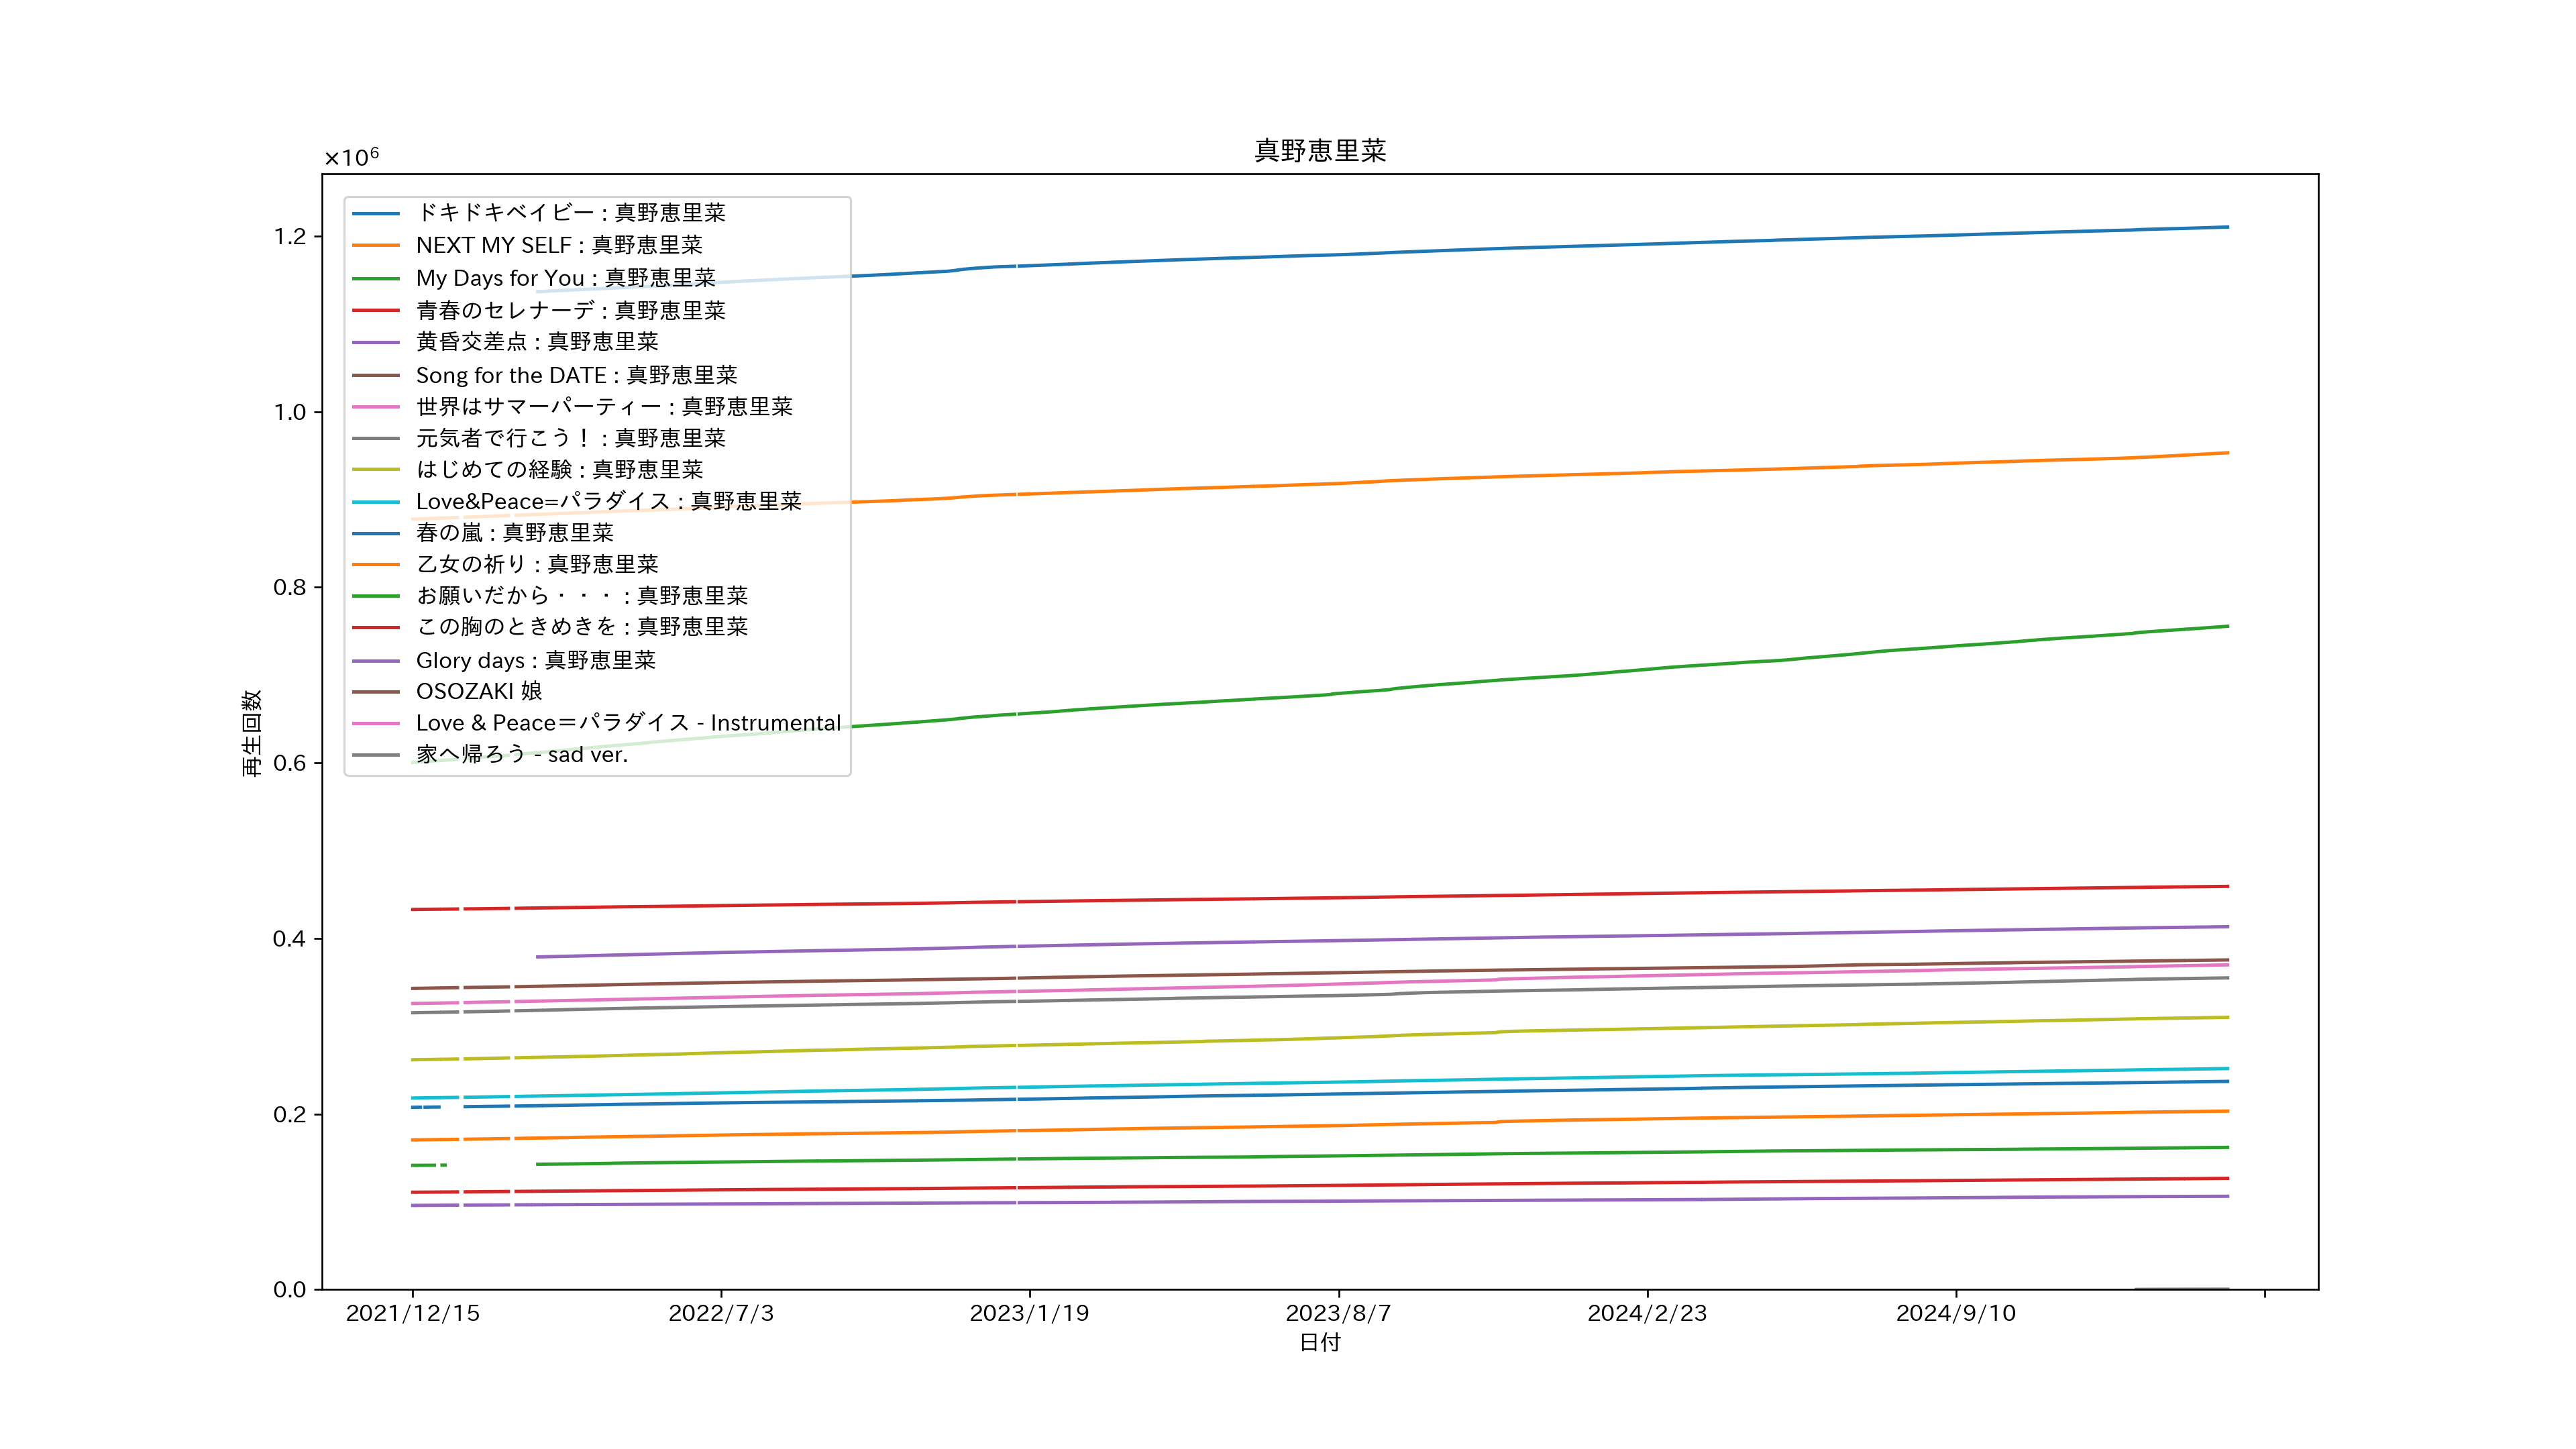 真野恵里菜
×10⁶
ドキドキベイビー : 真野恵里菜
NEXT MY SELF : 真野恵里菜
My Days for You : 真野恵里菜
青春のセレナーデ : 真野恵里菜
黄昏交差点 : 真野恵里菜
Song for the DATE : 真野恵里菜
世界はサマーパーティー : 真野恵里菜
元気者で行こう！ : 真野恵里菜
はじめての経験 : 真野恵里菜
Love&Peace=パラダイス : 真野恵里菜
春の嵐 : 真野恵里菜
乙女の祈り : 真野恵里菜
お願いだから・・・ : 真野恵里菜
この胸のときめきを : 真野恵里菜
Glory days : 真野恵里菜
OSOZAKI 娘
Love & Peace＝パラダイス - Instrumental
家へ帰ろう - sad ver.
1.2
1.0
0.8
0.6
0.4
0.2
0.0
再生回数
2021/12/15
2022/7/3
2023/1/19
2023/8/7
2024/2/23
2024/9/10
日付